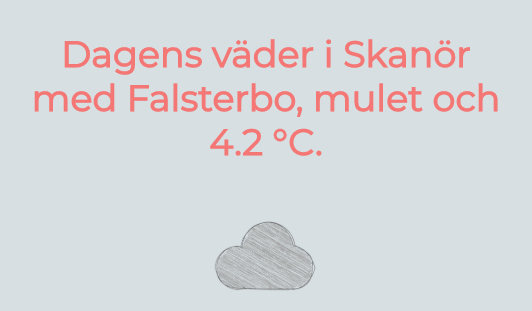 Dagens väder i Skanör
med Falsterbo, mulet och
4.2 °C.